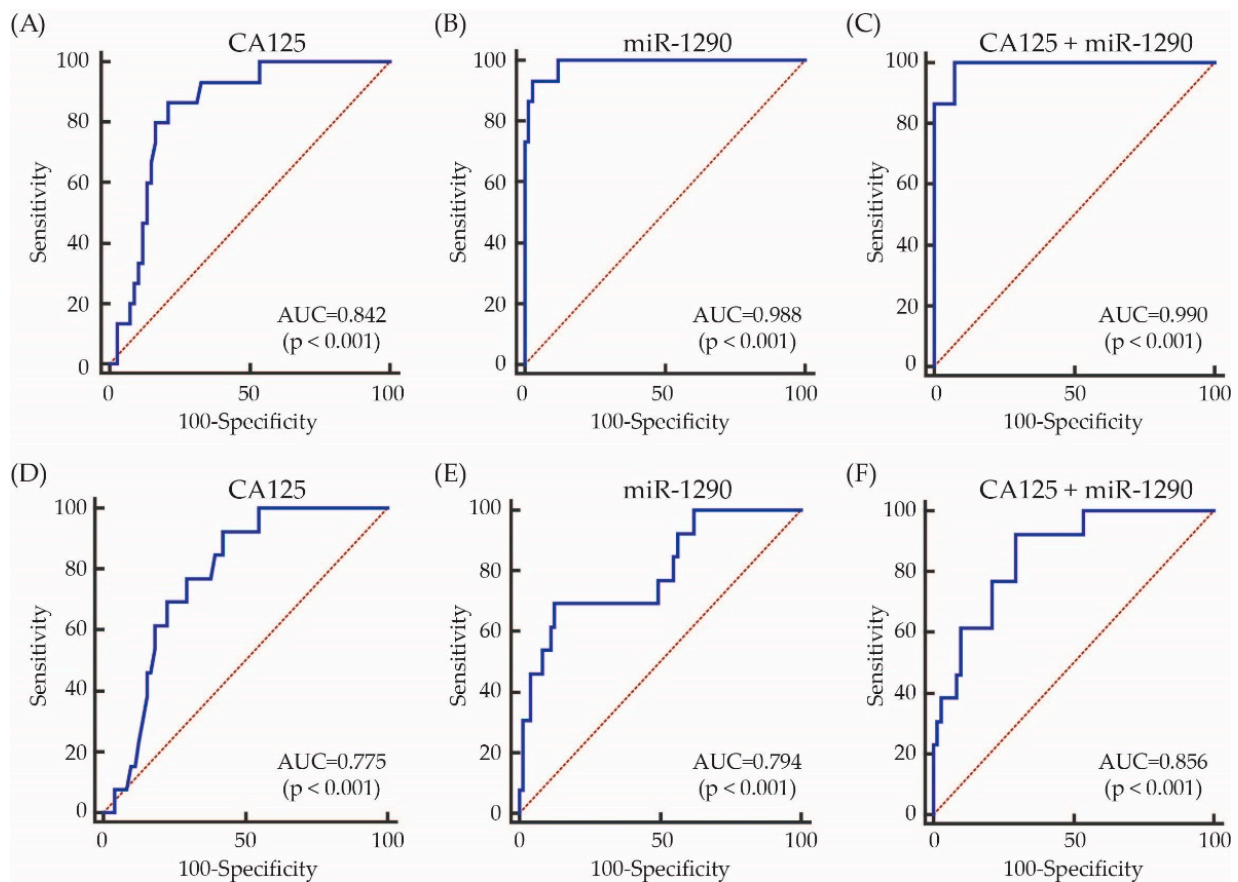 (A)
CA125
100
80
60
40
20
0
Sensitivity
AUC=0.842
(p < 0.001)
0 50 100
100-Specificity
(B)
miR-1290
100
80
60
40
20
0
Sensitivity
AUC=0.988
(p < 0.001)
0 50 100
100-Specificity
(C)
CA125 + miR-1290
100
80
60
40
20
0
Sensitivity
AUC=0.990
(p < 0.001)
0 50 100
100-Specificity
(D)
CA125
100
80
60
40
20
0
Sensitivity
AUC=0.775
(p < 0.001)
0 50 100
100-Specificity
(E)
miR-1290
100
80
60
40
20
0
Sensitivity
AUC=0.794
(p < 0.001)
0 50 100
100-Specificity
(F)
CA125 + miR-1290
100
80
60
40
20
0
Sensitivity
AUC=0.856
(p < 0.001)
0 50 100
100-Specificity